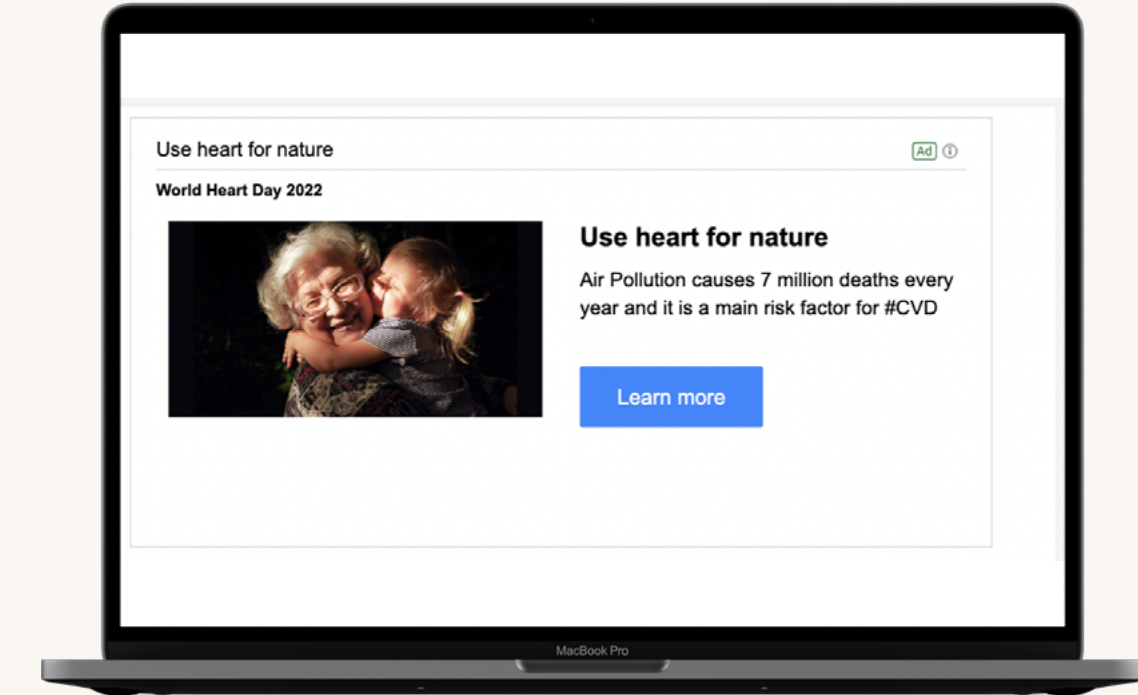 Use heart for nature
Ad
World Heart Day 2022
Use heart for nature
Air Pollution causes 7 million deaths every
year and it is a main risk factor for #CVD
Learn more
MacBook Pro